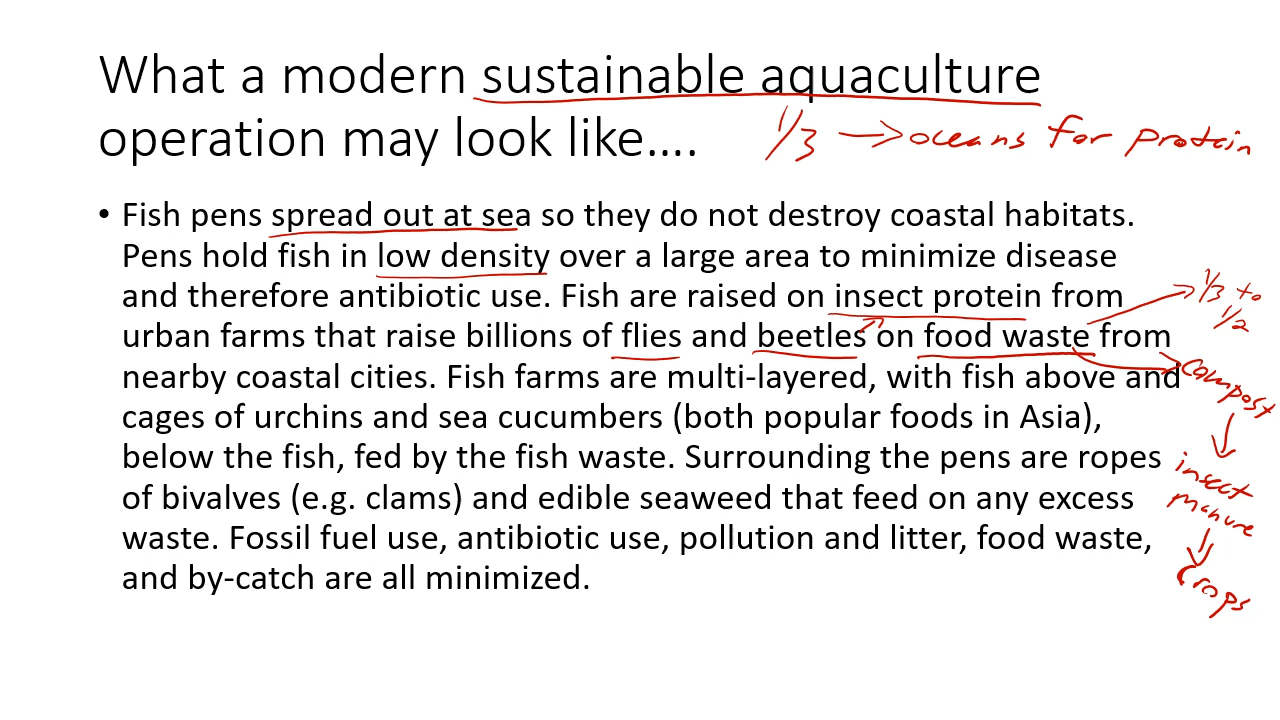 What a modern sustainable aquaculture
operation may look like....
1/3 → oceans for protein
• Fish pens spread out at sea so they do not destroy coastal habitats.
Pens hold fish in low density over a large area to minimize disease
and therefore antibiotic use. Fish are raised on insect protein from
urban farms that raise billions of flies and beetles on food waste from
nearby coastal cities. Fish farms are multi-layered, with fish above and
cages of urchins and sea cucumbers (both popular foods in Asia),
below the fish, fed by the fish waste. Surrounding the pens are ropes
of bivalves (e.g. clams) and edible seaweed that feed on any excess
waste. Fossil fuel use, antibiotic use, pollution and litter, food waste,
and by-catch are all minimized.
1/3 to
1/2
compost
insect
manure
crops